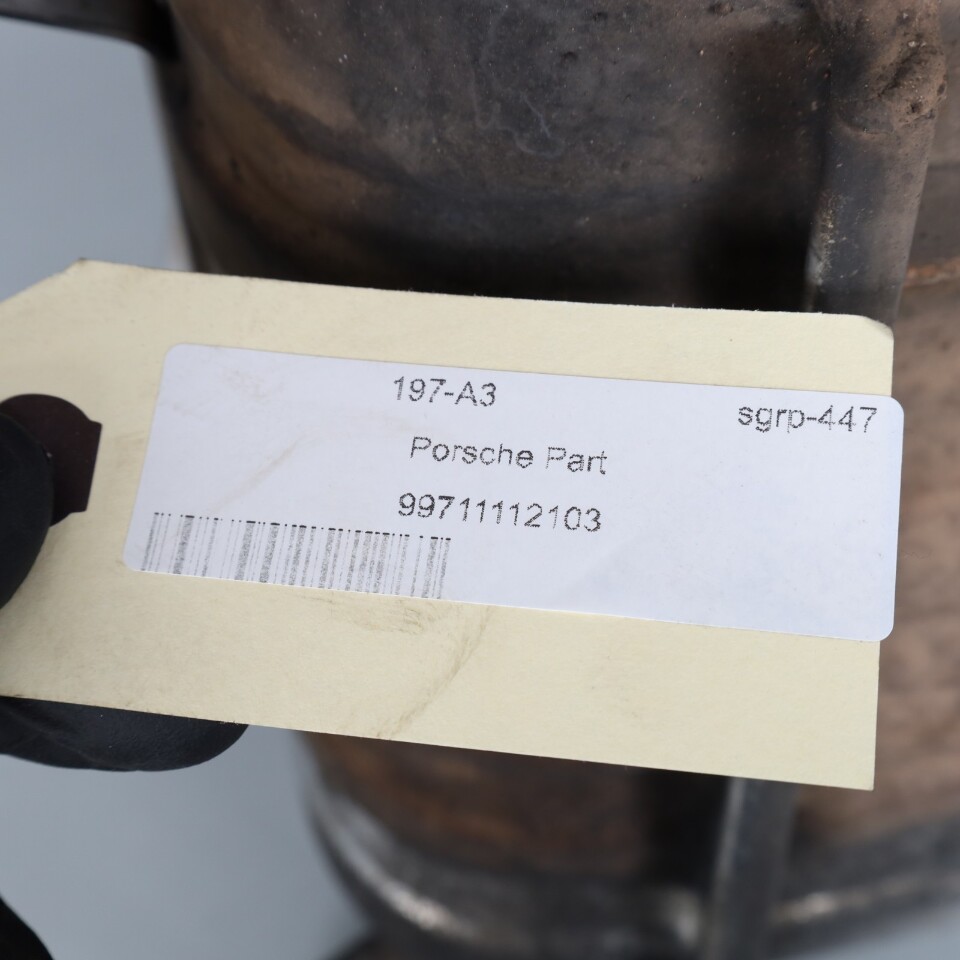 197-A3
sgrp-447
Porsche Part
99711112103